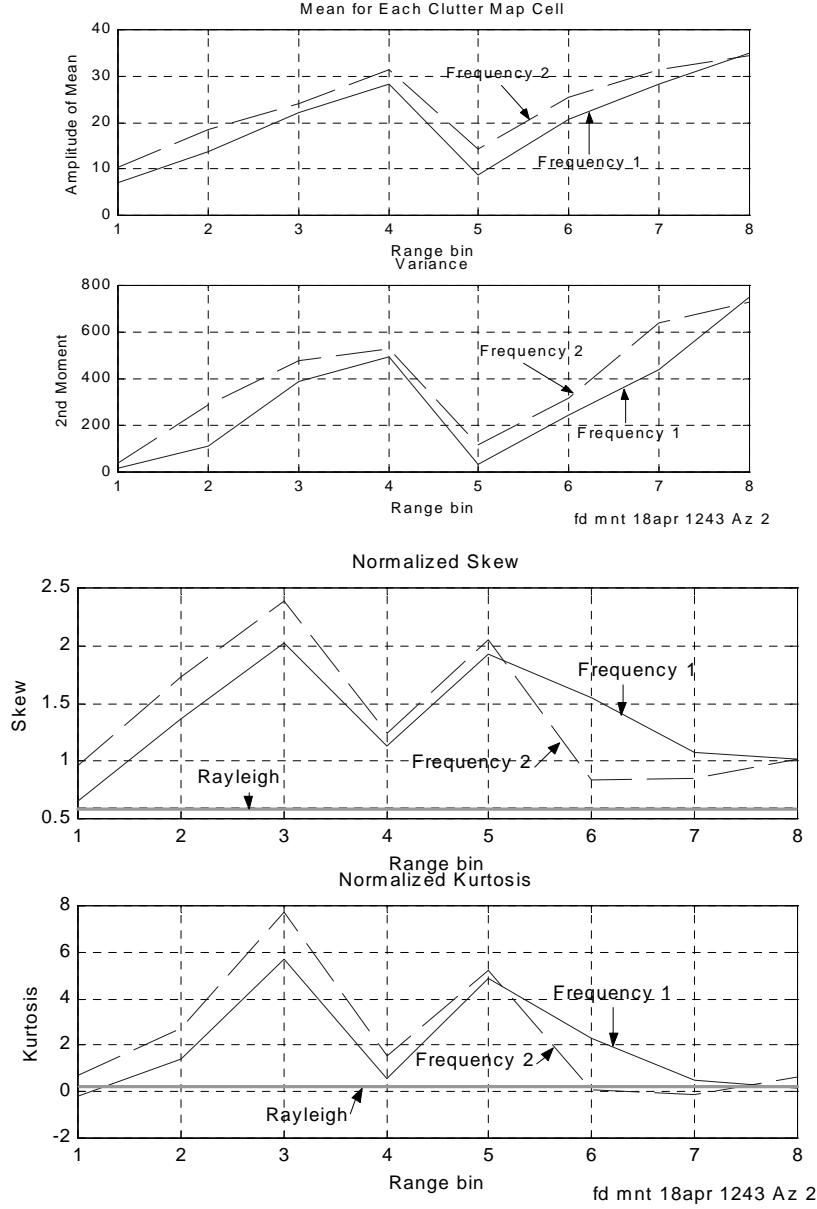 Mean for Each Clutter Map Cell
40
30
20
10
0
Amplitude of Mean
Frequency 2
Frequency 1
1 2 3 4 5 6 7 8
Range bin
Variance
800
600
400
200
0
2nd Moment
Frequency 2
Frequency 1
1 2 3 4 5 6 7 8
Range bin
fd mnt 18apr 1243 Az 2
Normalized Skew
2.5
2
1.5
1
0.5
Skew
Frequency 1
Frequency 2
Rayleigh
1 2 3 4 5 6 7 8
Range bin
Normalized Kurtosis
8
6
4
2
0
-2
Kurtosis
Frequency 1
Frequency 2
Rayleigh
1 2 3 4 5 6 7 8
Range bin
fd mnt 18apr 1243 Az 2